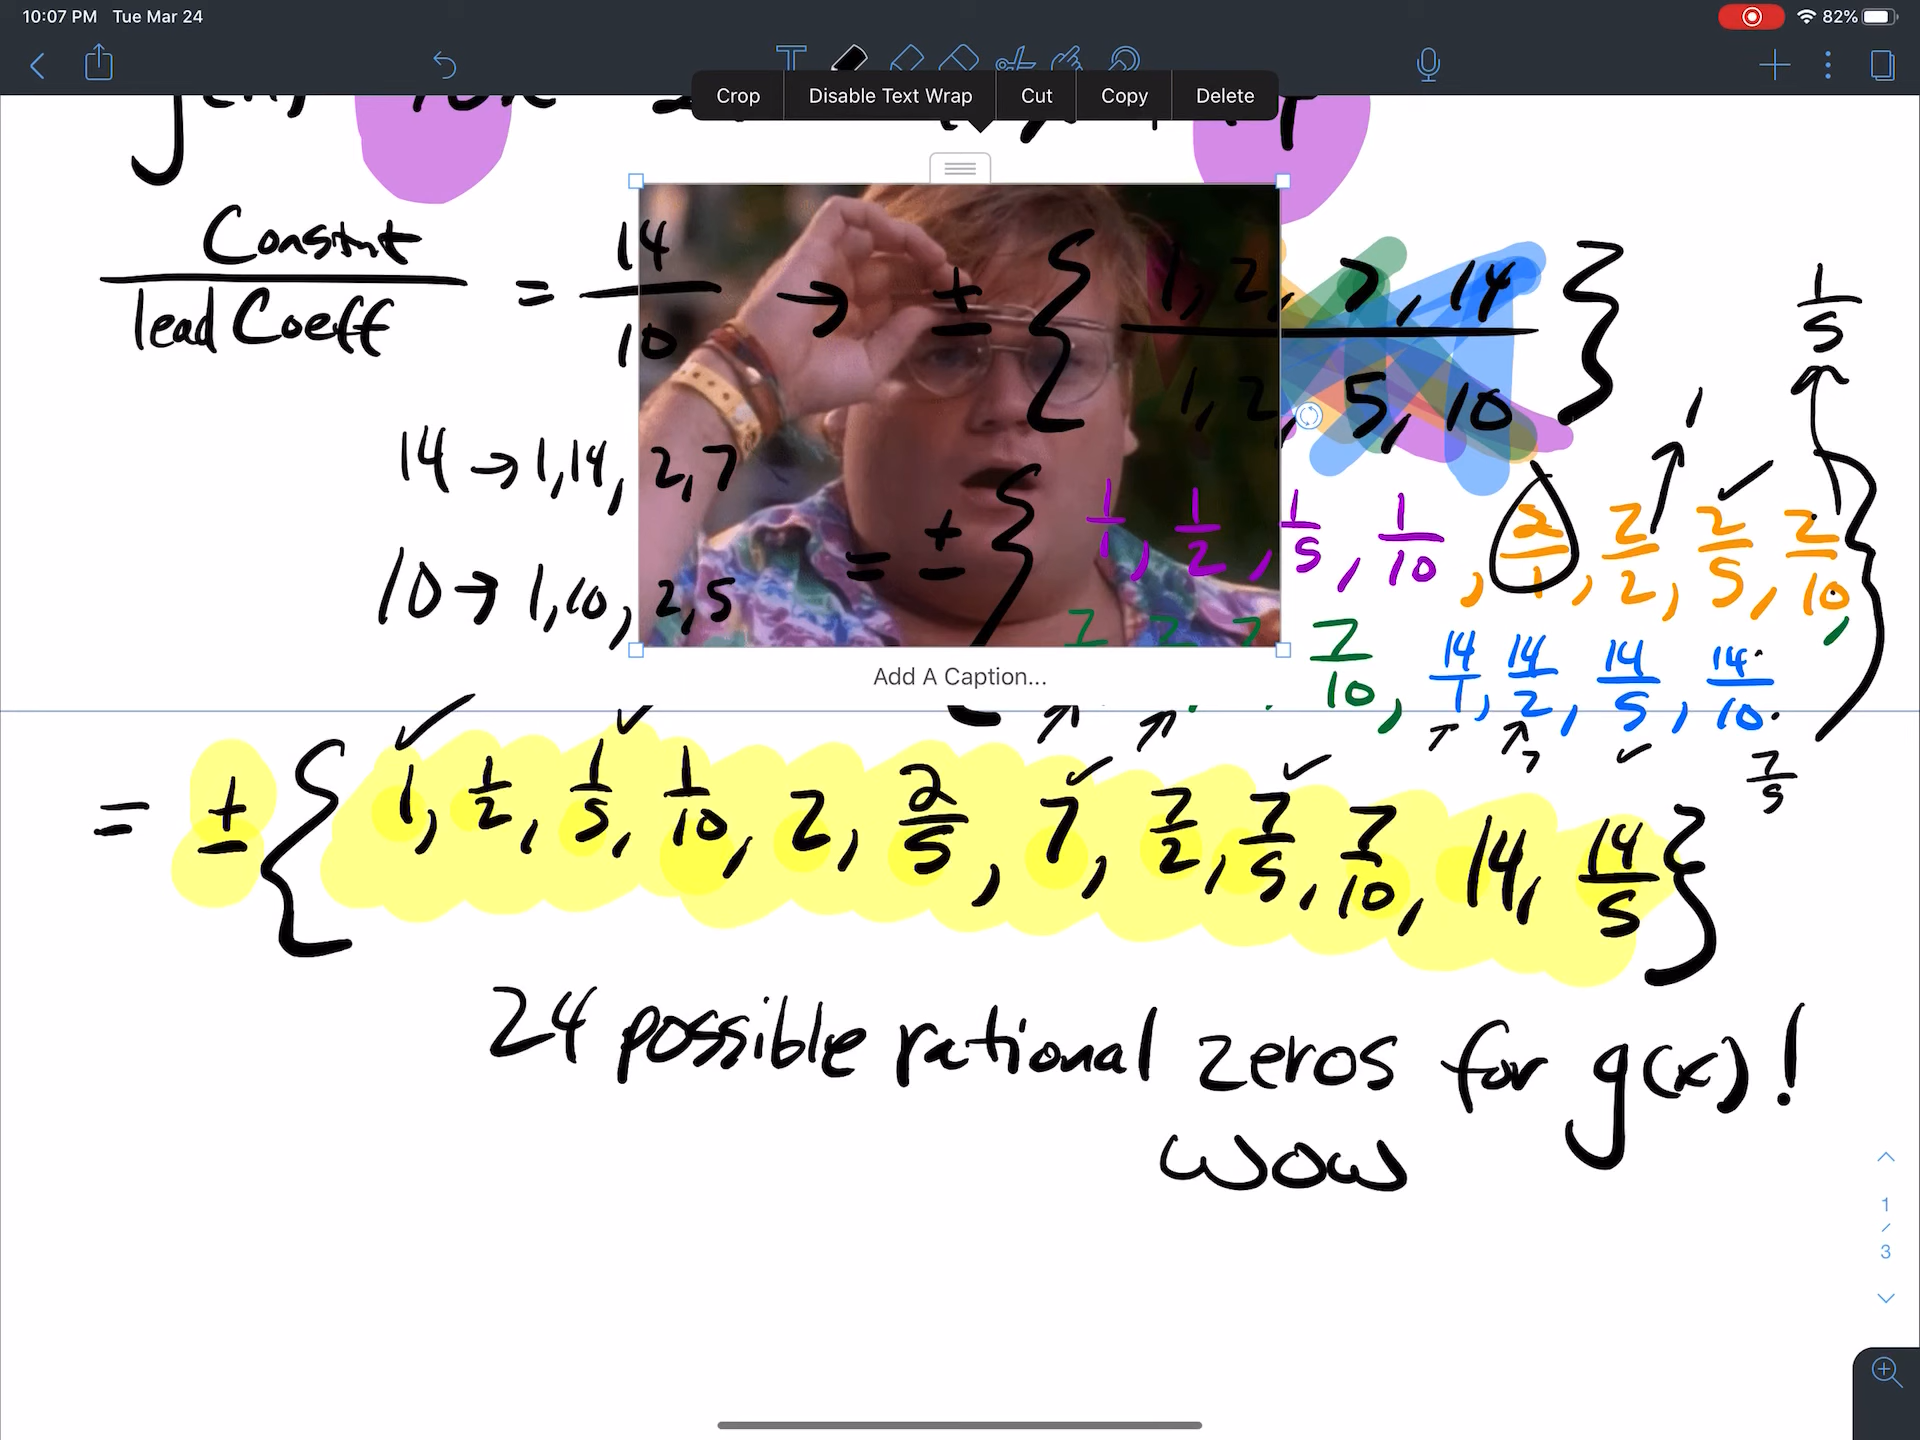 10:07 PM Tue Mar 24 82%
Crop Disable Text Wrap Cut Copy Delete
Constnt / lead Coeff = 14/10 → ± { 1, 2, 7, 14 / 1, 2, 5, 10 }
1/5
14 → 1,14, 2,7
1
= ± { 1/1, 1/2, 1/5, 1/10, 2/1, 2/2, 2/5, 2/10,
10 → 1,10, 2,5
7/10, 14/1, 14/2, 14/5, 14/10 }
Add A Caption...
7
7/5
= ± { 1, 1/2, 1/5, 1/10, 2, 2/5, 7, 7/2, 7/5, 7/10, 14, 14/5 }
24 possible rational zeros for g(x)!
wow
1
/
3